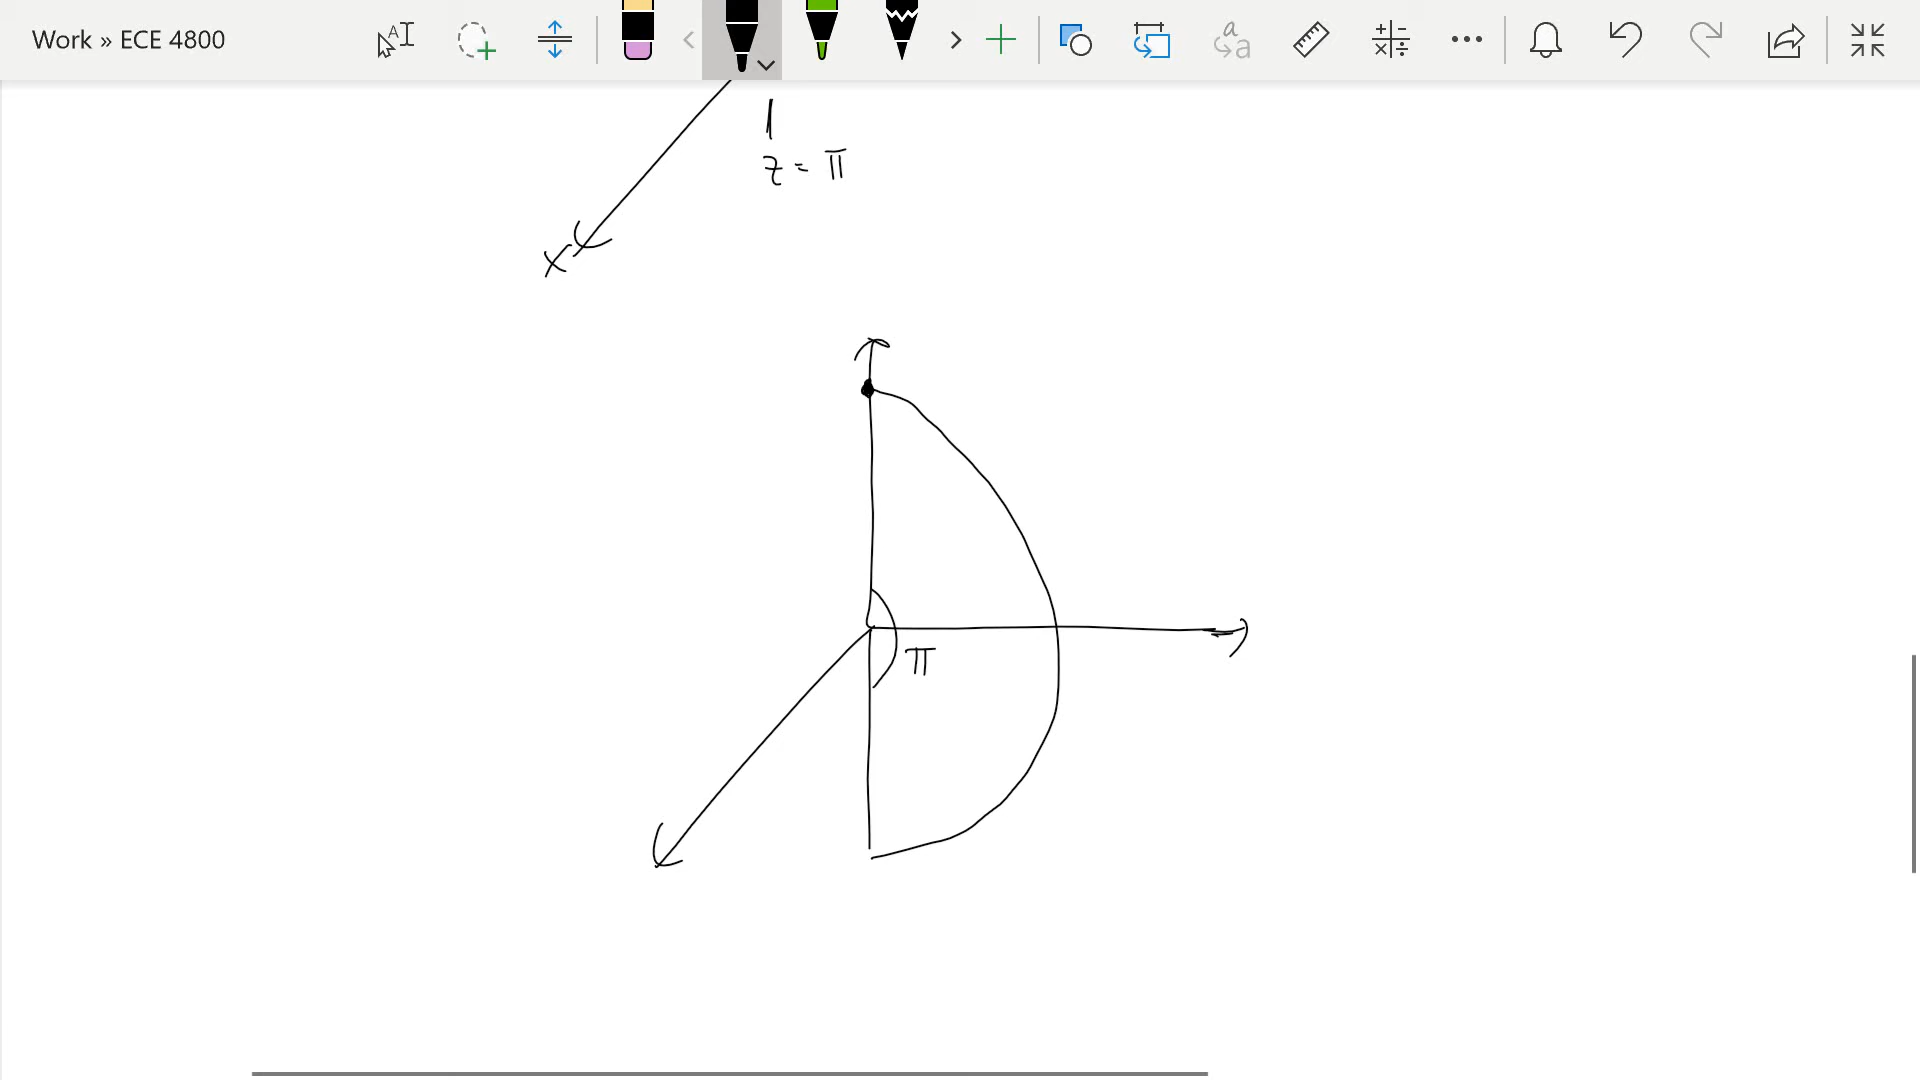 Work » ECE 4800
z = π
x
π